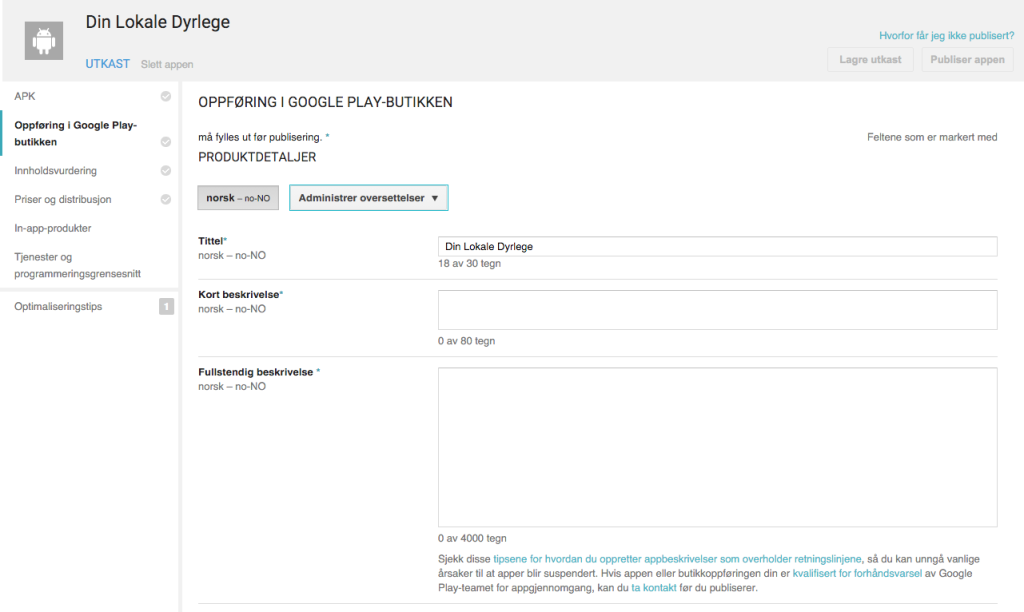 Din Lokale Dyrlege
Hvorfor får jeg ikke publisert?
UTKAST Slett appen
Lagre utkast Publiser appen
APK
Oppføring i Google Play-
butikken
Innholdsvurdering
Priser og distribusjon
In-app-produkter
Tjenester og
programmeringsgrensesnitt
Optimaliseringstips 1
OPPFØRING I GOOGLE PLAY-BUTIKKEN
må fylles ut før publisering. * Feltene som er markert med
PRODUKTDETALJER
norsk – no-NO Administrer oversettelser ▼
Tittel*
norsk – no-NO
Din Lokale Dyrlege
18 av 30 tegn
Kort beskrivelse*
norsk – no-NO
0 av 80 tegn
Fullstendig beskrivelse *
norsk – no-NO
0 av 4000 tegn
Sjekk disse tipsene for hvordan du oppretter appbeskrivelser som overholder retningslinjene, så du kan unngå vanlige
årsaker til at apper blir suspendert. Hvis appen eller butikkoppføringen din er kvalifisert for forhåndsvarsel av Google
Play-teamet for appgjennomgang, kan du ta kontakt før du publiserer.